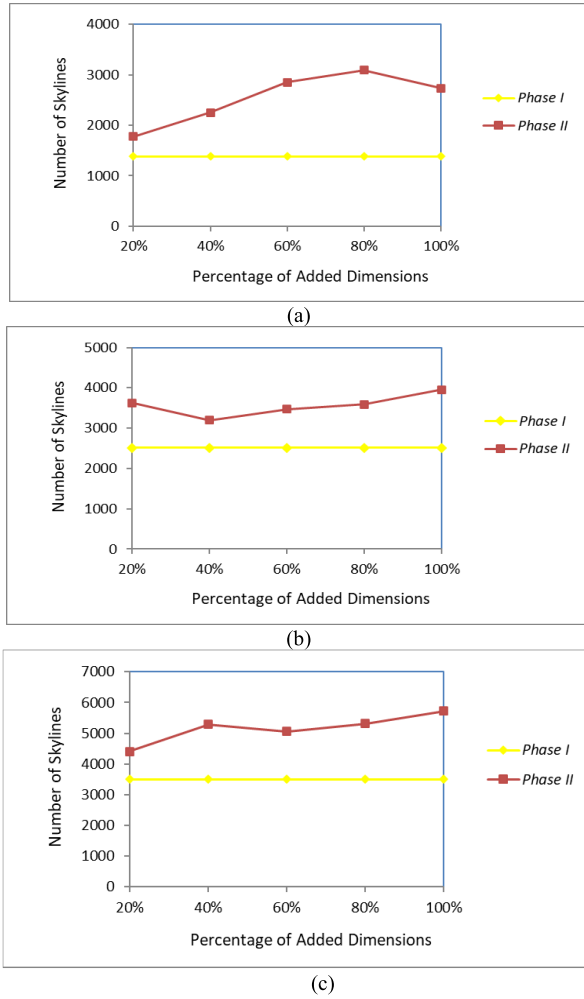 4000
3000
2000
1000
0
Number of Skylines
20% 40% 60% 80% 100%
Percentage of Added Dimensions
Phase I
Phase II
(a)
5000
4000
3000
2000
1000
0
Number of Skylines
20% 40% 60% 80% 100%
Percentage of Added Dimensions
Phase I
Phase II
(b)
7000
6000
5000
4000
3000
2000
1000
0
Number of Skylines
20% 40% 60% 80% 100%
Percentage of Added Dimensions
Phase I
Phase II
(c)